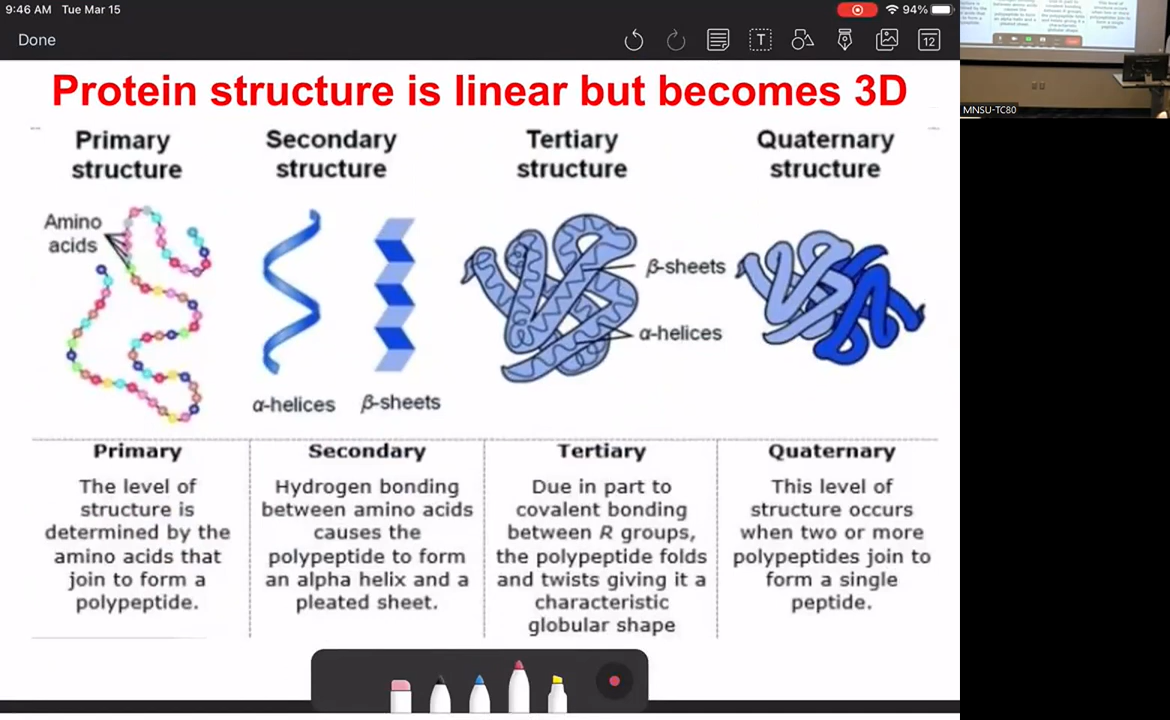 9:46 AM Tue Mar 15
94%
Done
T
12
Protein structure is linear but becomes 3D
Primary
structure
Secondary
structure
Tertiary
structure
Quaternary
structure
Amino
acids
α-helices
β-sheets
β-sheets
α-helices
Primary
The level of
structure is
determined by the
amino acids that
join to form a
polypeptide.
Secondary
Hydrogen bonding
between amino acids
causes the
polypeptide to form
an alpha helix and a
pleated sheet.
Tertiary
Due in part to
covalent bonding
between R groups,
the polypeptide folds
and twists giving it a
characteristic
globular shape
Quaternary
This level of
structure occurs
when two or more
polypeptides join to
form a single
peptide.
MNSU-TC80